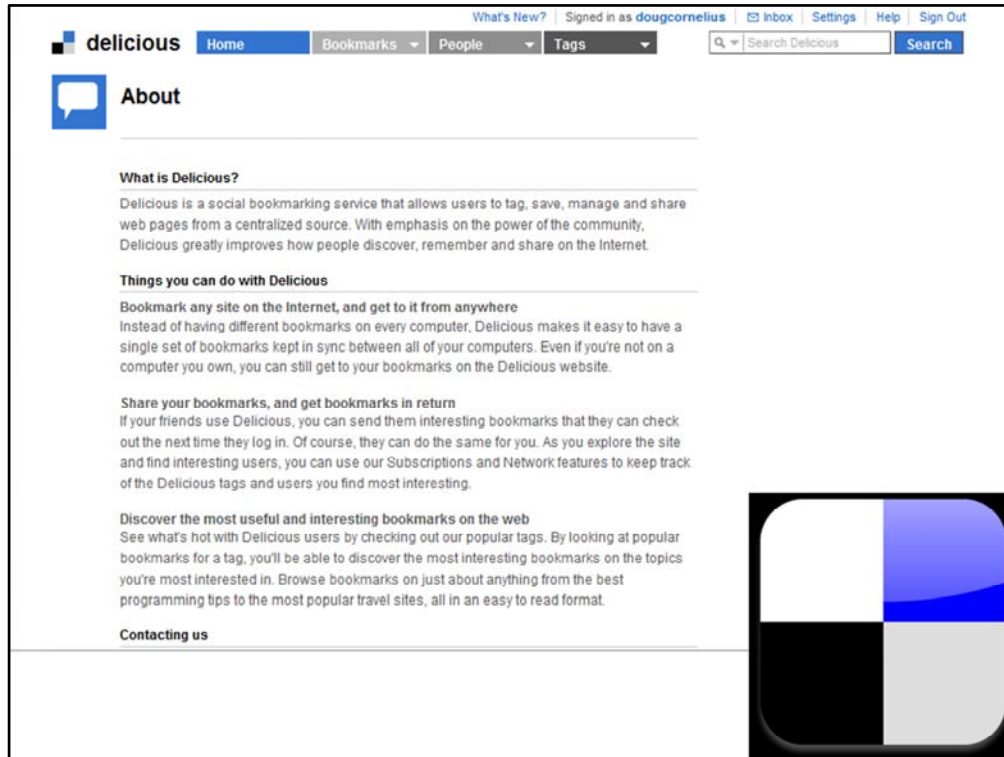 What's New? Signed in as dougcornelius Inbox Settings Help Sign Out
delicious Home Bookmarks People Tags Search Delicious Search
About
What is Delicious?
Delicious is a social bookmarking service that allows users to tag, save, manage and share
web pages from a centralized source. With emphasis on the power of the community,
Delicious greatly improves how people discover, remember and share on the Internet.
Things you can do with Delicious
Bookmark any site on the Internet, and get to it from anywhere
Instead of having different bookmarks on every computer, Delicious makes it easy to have a
single set of bookmarks kept in sync between all of your computers. Even if you're not on a
computer you own, you can still get to your bookmarks on the Delicious website.
Share your bookmarks, and get bookmarks in return
If your friends use Delicious, you can send them interesting bookmarks that they can check
out the next time they log in. Of course, they can do the same for you. As you explore the site
and find interesting users, you can use our Subscriptions and Network features to keep track
of the Delicious tags and users you find most interesting.
Discover the most useful and interesting bookmarks on the web
See what's hot with Delicious users by checking out our popular tags. By looking at popular
bookmarks for a tag, you'll be able to discover the most interesting bookmarks on the topics
you're most interested in. Browse bookmarks on just about anything from the best
programming tips to the most popular travel sites, all in an easy to read format.
Contacting us